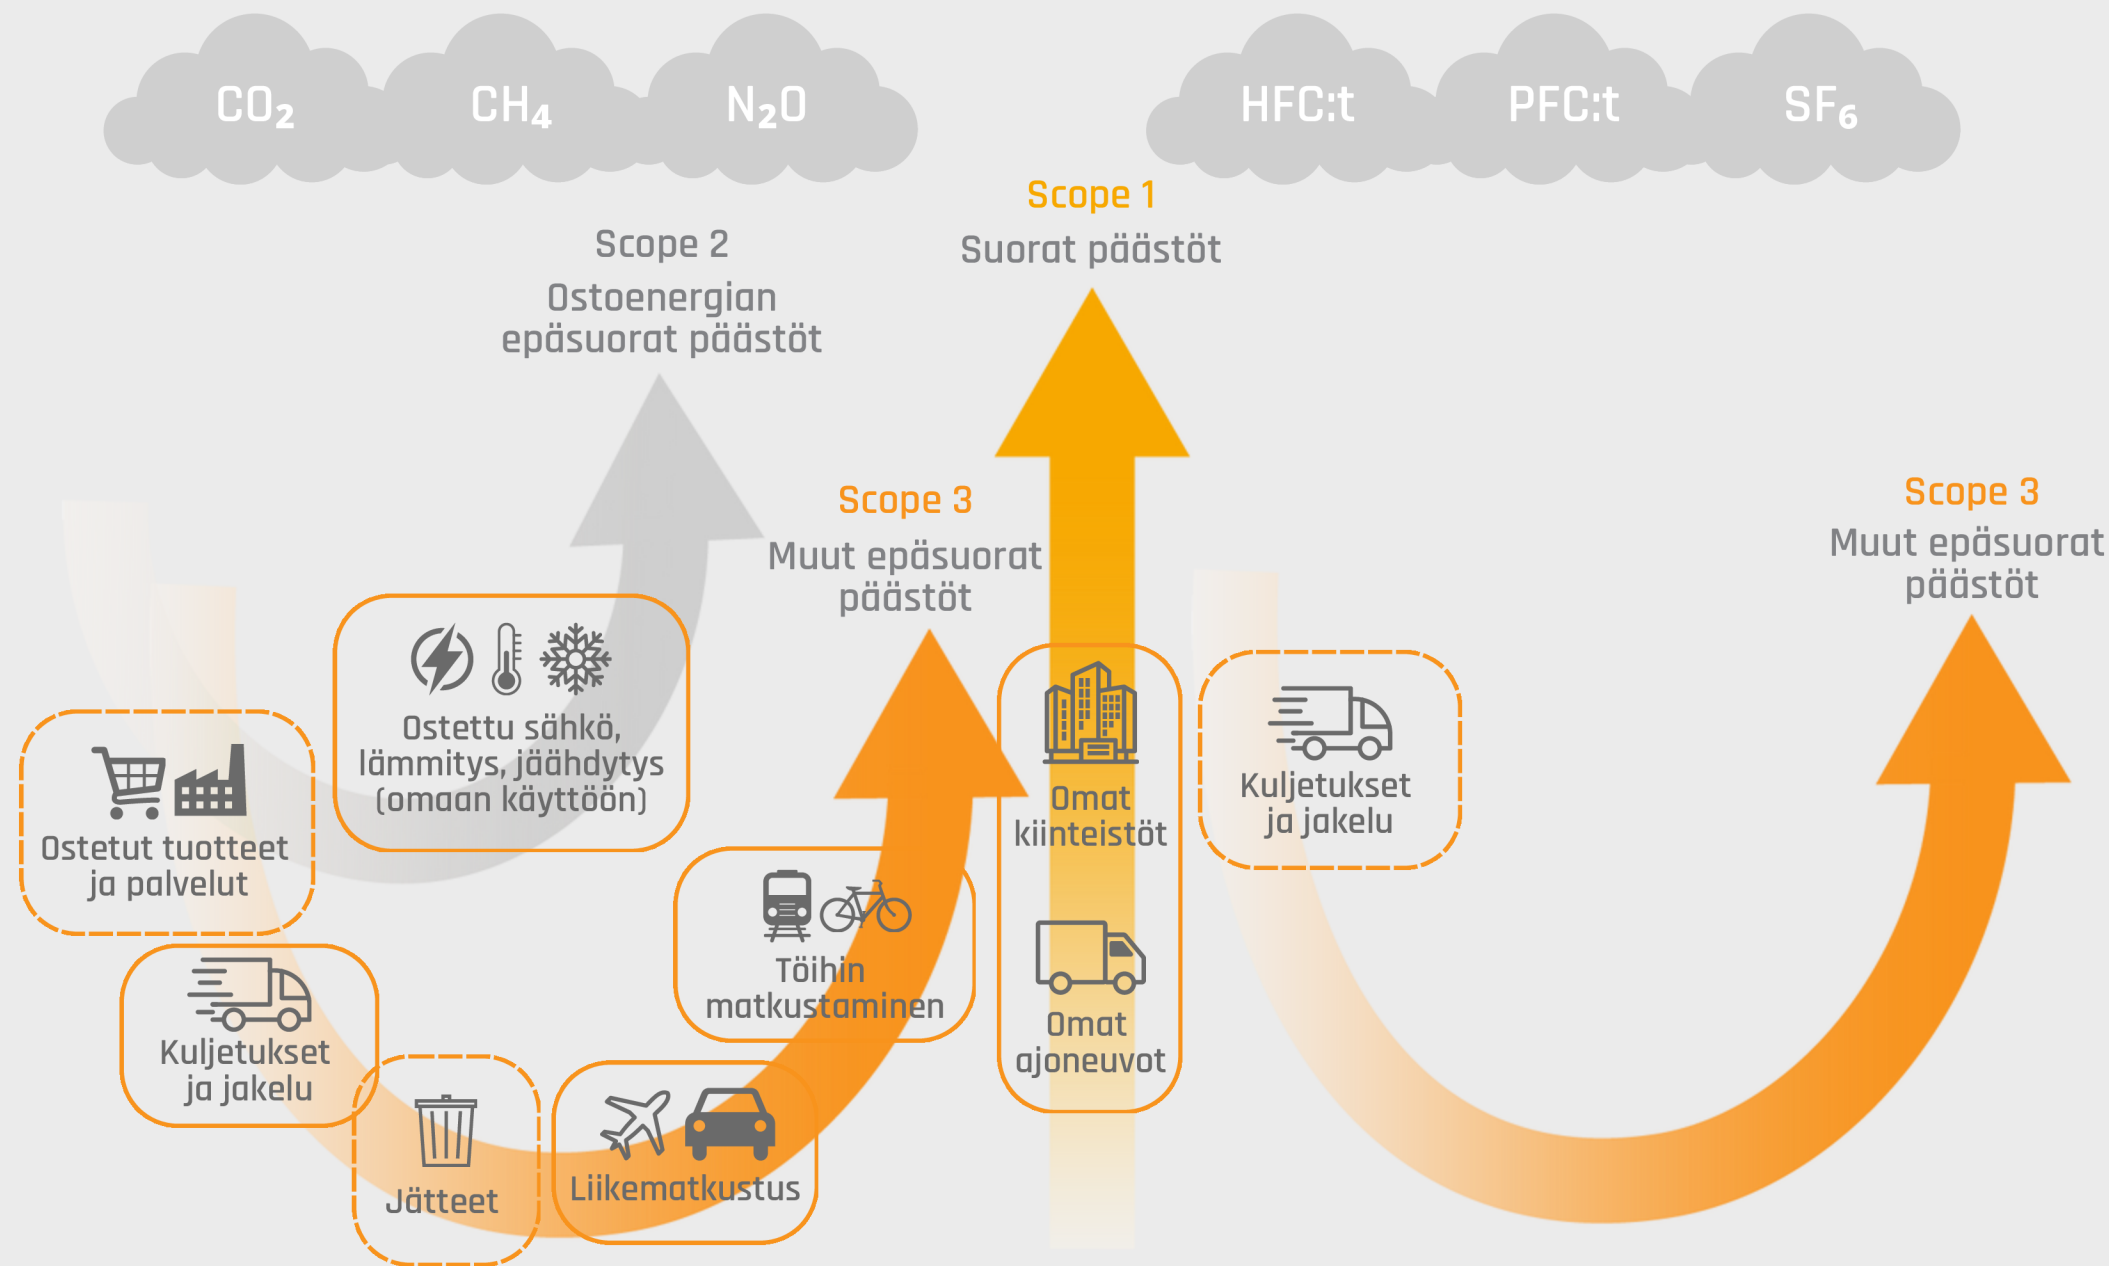 CO₂
CH₄
N₂O
HFC:t
PFC:t
SF₆
Scope 1
Suorat päästöt
Scope 2
Ostoenergian
epäsuorat päästöt
Scope 3
Muut epäsuorat
päästöt
Scope 3
Muut epäsuorat
päästöt
Ostettu sähkö,
lämmitys, jäähdytys
(omaan käyttöön)
Ostetut tuotteet
ja palvelut
Kuljetukset
ja jakelu
Jätteet
Liikematkustus
Töihin
matkustaminen
Omat
kiinteistöt
Omat
ajoneuvot
Kuljetukset
ja jakelu